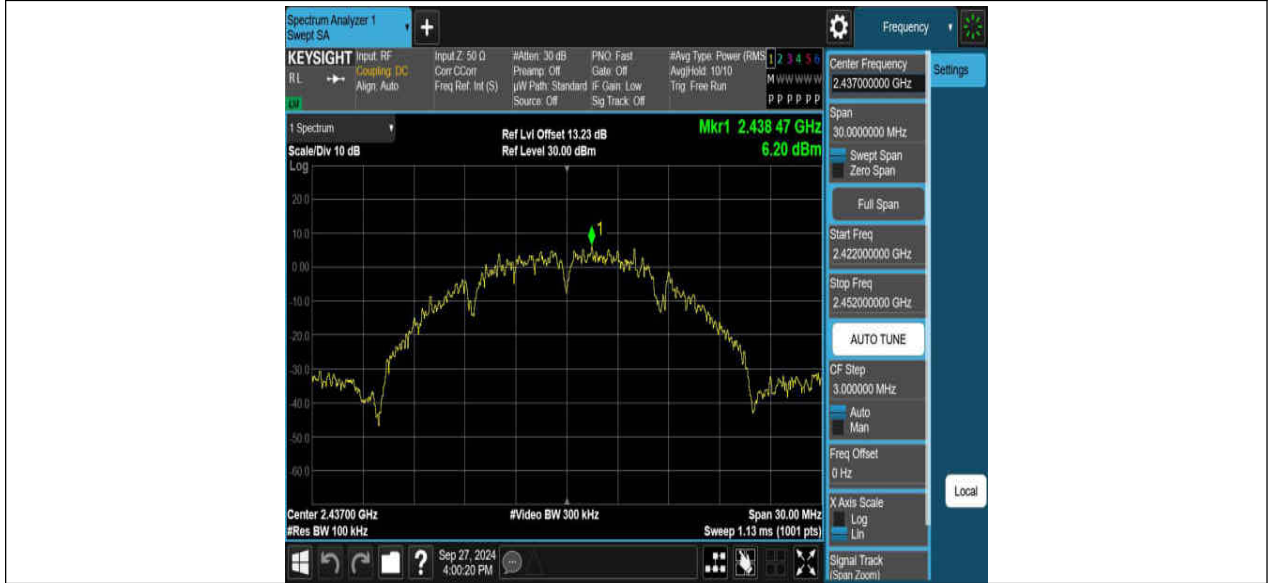 Spectrum Analyzer 1
Swept SA
+
Frequency
KEYSIGHT
RL
LW
Input: RF
Coupling: DC
Align: Auto
Input Z: 50 Ω
Corr CCorr
Freq Ref: Int (S)
#Atten: 30 dB
Preamp: Off
µW Path: Standard
Source: Off
PNO: Fast
Gate: Off
IF Gain: Low
Sig Track: Off
#Avg Type: Power (RMS
Avg|Hold: 10/10
Trig: Free Run
1 2 3 4 5 6
M W W W W W
P P P P P P
1 Spectrum
Scale/Div 10 dB
Log
Ref Lvl Offset 13.23 dB
Ref Level 30.00 dBm
Mkr1 2.438 47 GHz
6.20 dBm
1
20.0
10.0
0.00
-10.0
-20.0
-30.0
-40.0
-50.0
-60.0
Center 2.43700 GHz
#Res BW 100 kHz
#Video BW 300 kHz
Span 30.00 MHz
Sweep 1.13 ms (1001 pts)
Center Frequency
2.437000000 GHz
Settings
Span
30.0000000 MHz
Swept Span
Zero Span
Full Span
Start Freq
2.422000000 GHz
Stop Freq
2.452000000 GHz
AUTO TUNE
CF Step
3.000000 MHz
Auto
Man
Freq Offset
0 Hz
X Axis Scale
Log
Lin
Local
Signal Track
(Span Zoom)
?
Sep 27, 2024
4:00:20 PM